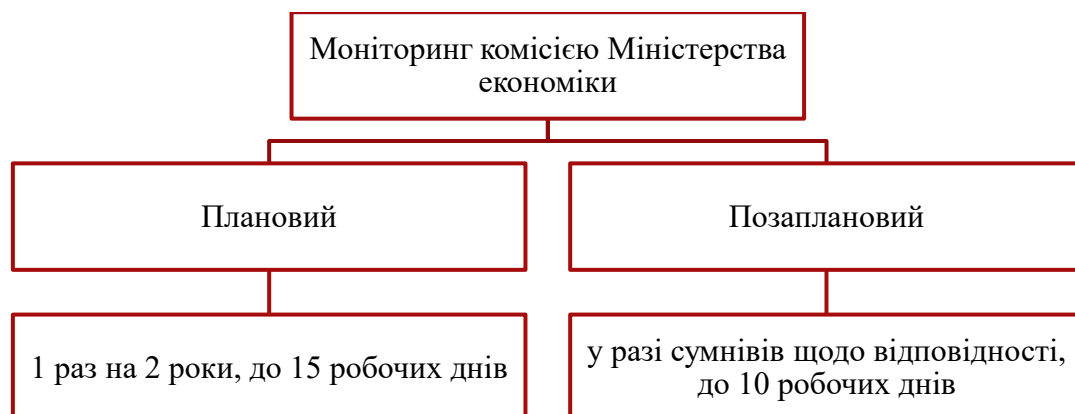 Моніторинг комісією Міністерства
економіки
Плановий
Позаплановий
1 раз на 2 роки, до 15 робочих днів
у разі сумнівів щодо відповідності,
до 10 робочих днів